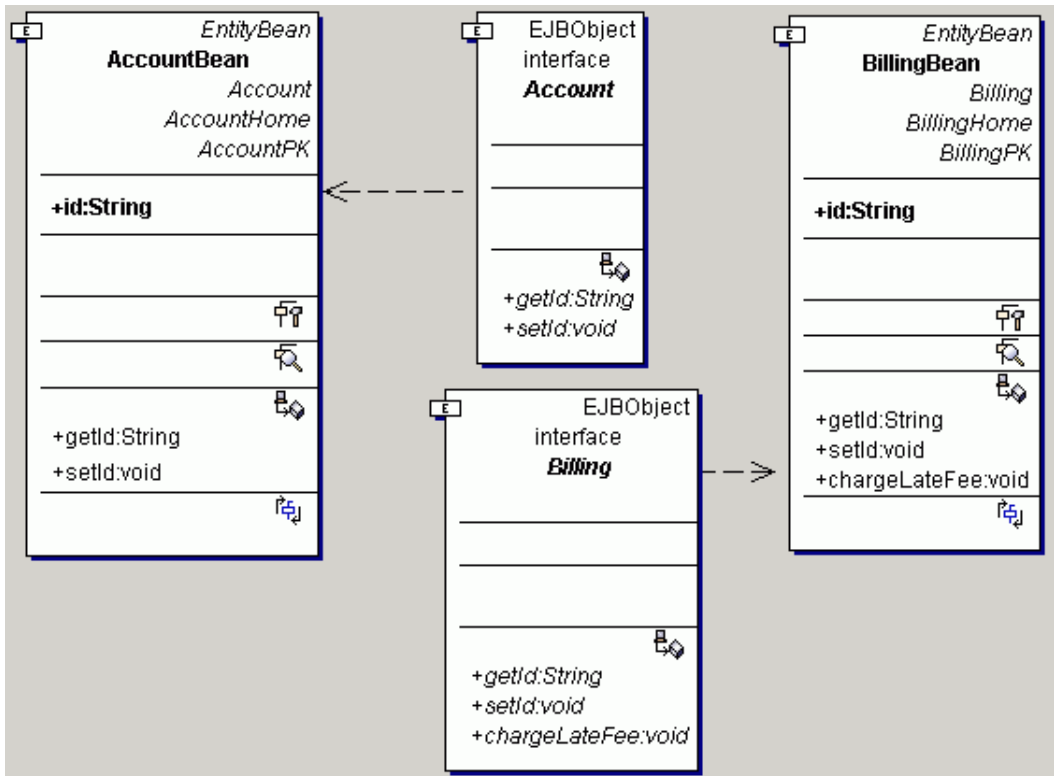 E
EntityBean
AccountBean
Account
AccountHome
AccountPK
+id:String
+getId:String
+setId:void
E
EJBObject
interface
Account
+getId:String
+setId:void
E
EJBObject
interface
Billing
+getId:String
+setId:void
+chargeLateFee:void
E
EntityBean
BillingBean
Billing
BillingHome
BillingPK
+id:String
+getId:String
+setId:void
+chargeLateFee:void